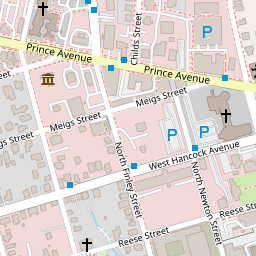 Childs Street
P
Prince Avenue
Prince Avenue
Meigs Street
Meigs Street
P
P
West Hancock Avenue
North Finley Street
North Newton Street
Reese Street
Reese Street